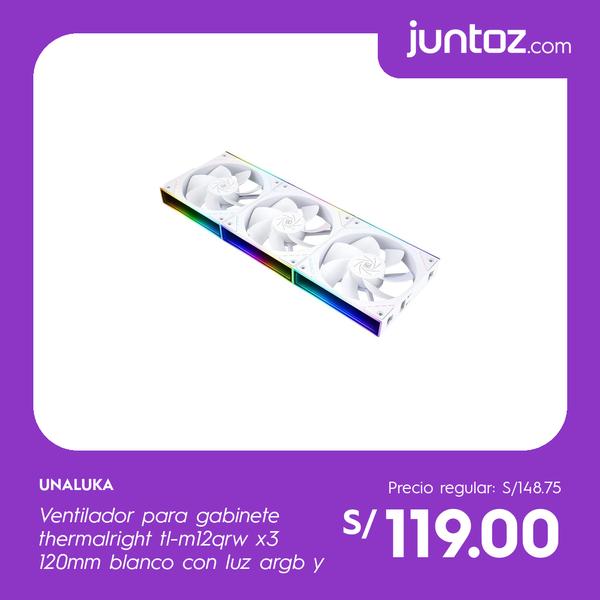 juntoz.com
UNALUKA
Ventilador para gabinete
thermalright tl-m12qrw x3
120mm blanco con luz argb y
Precio regular: S/148.75
S/119.00